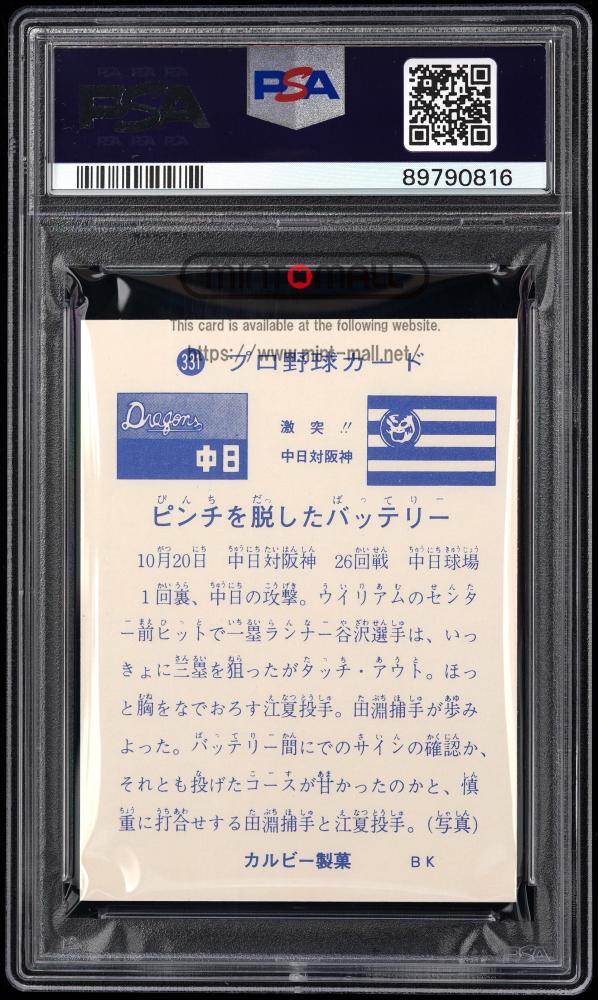 PSA
PSA
89790816
MINT MALL
This card is available at the following website.
https://www.mint-mall.net/
331 プロ野球カード
Dragons
中日
激突!!
中日対阪神
ピンチを脱したバッテリー
10月20日 中日対阪神 26回戦 中日球場
1回裏、中日の攻撃。ウイリアムのセンタ
ー前ヒットで一塁ランナー谷沢選手は、いっ
きょに三塁を狙ったがタッチ・アウト。ほっ
と胸をなでおろす江夏投手。田淵捕手が歩み
よった。バッテリー間にでのサインの確認か、
それとも投げたコースが甘かったのかと、慎
重に打合せする田淵捕手と江夏投手。(写真)
カルビー製菓 BK
PSA